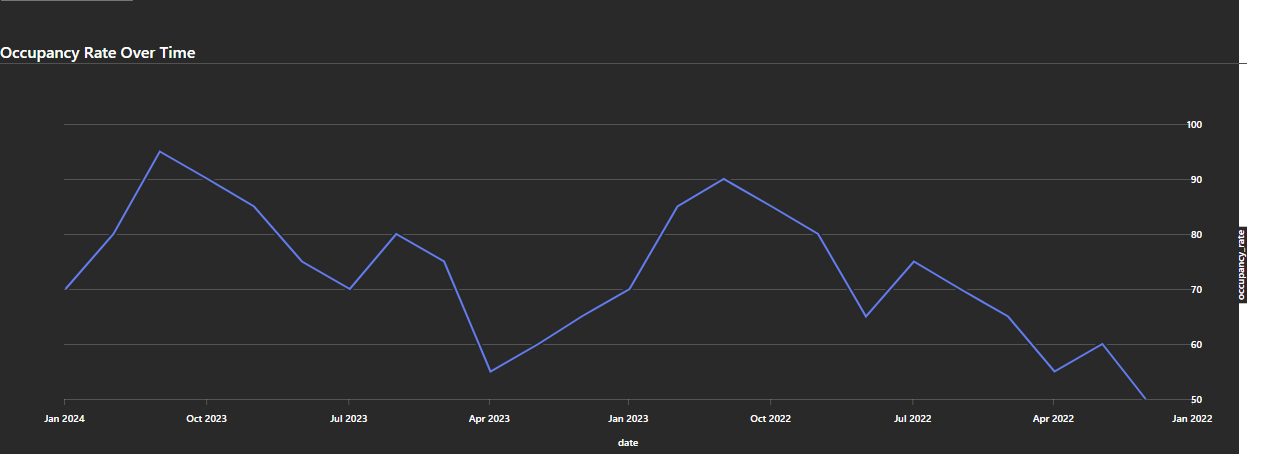 Occupancy Rate Over Time
100
90
80
70
60
50
occupancy_rate
Jan 2024 Oct 2023 Jul 2023 Apr 2023 Jan 2023 Oct 2022 Jul 2022 Apr 2022 Jan 2022
date